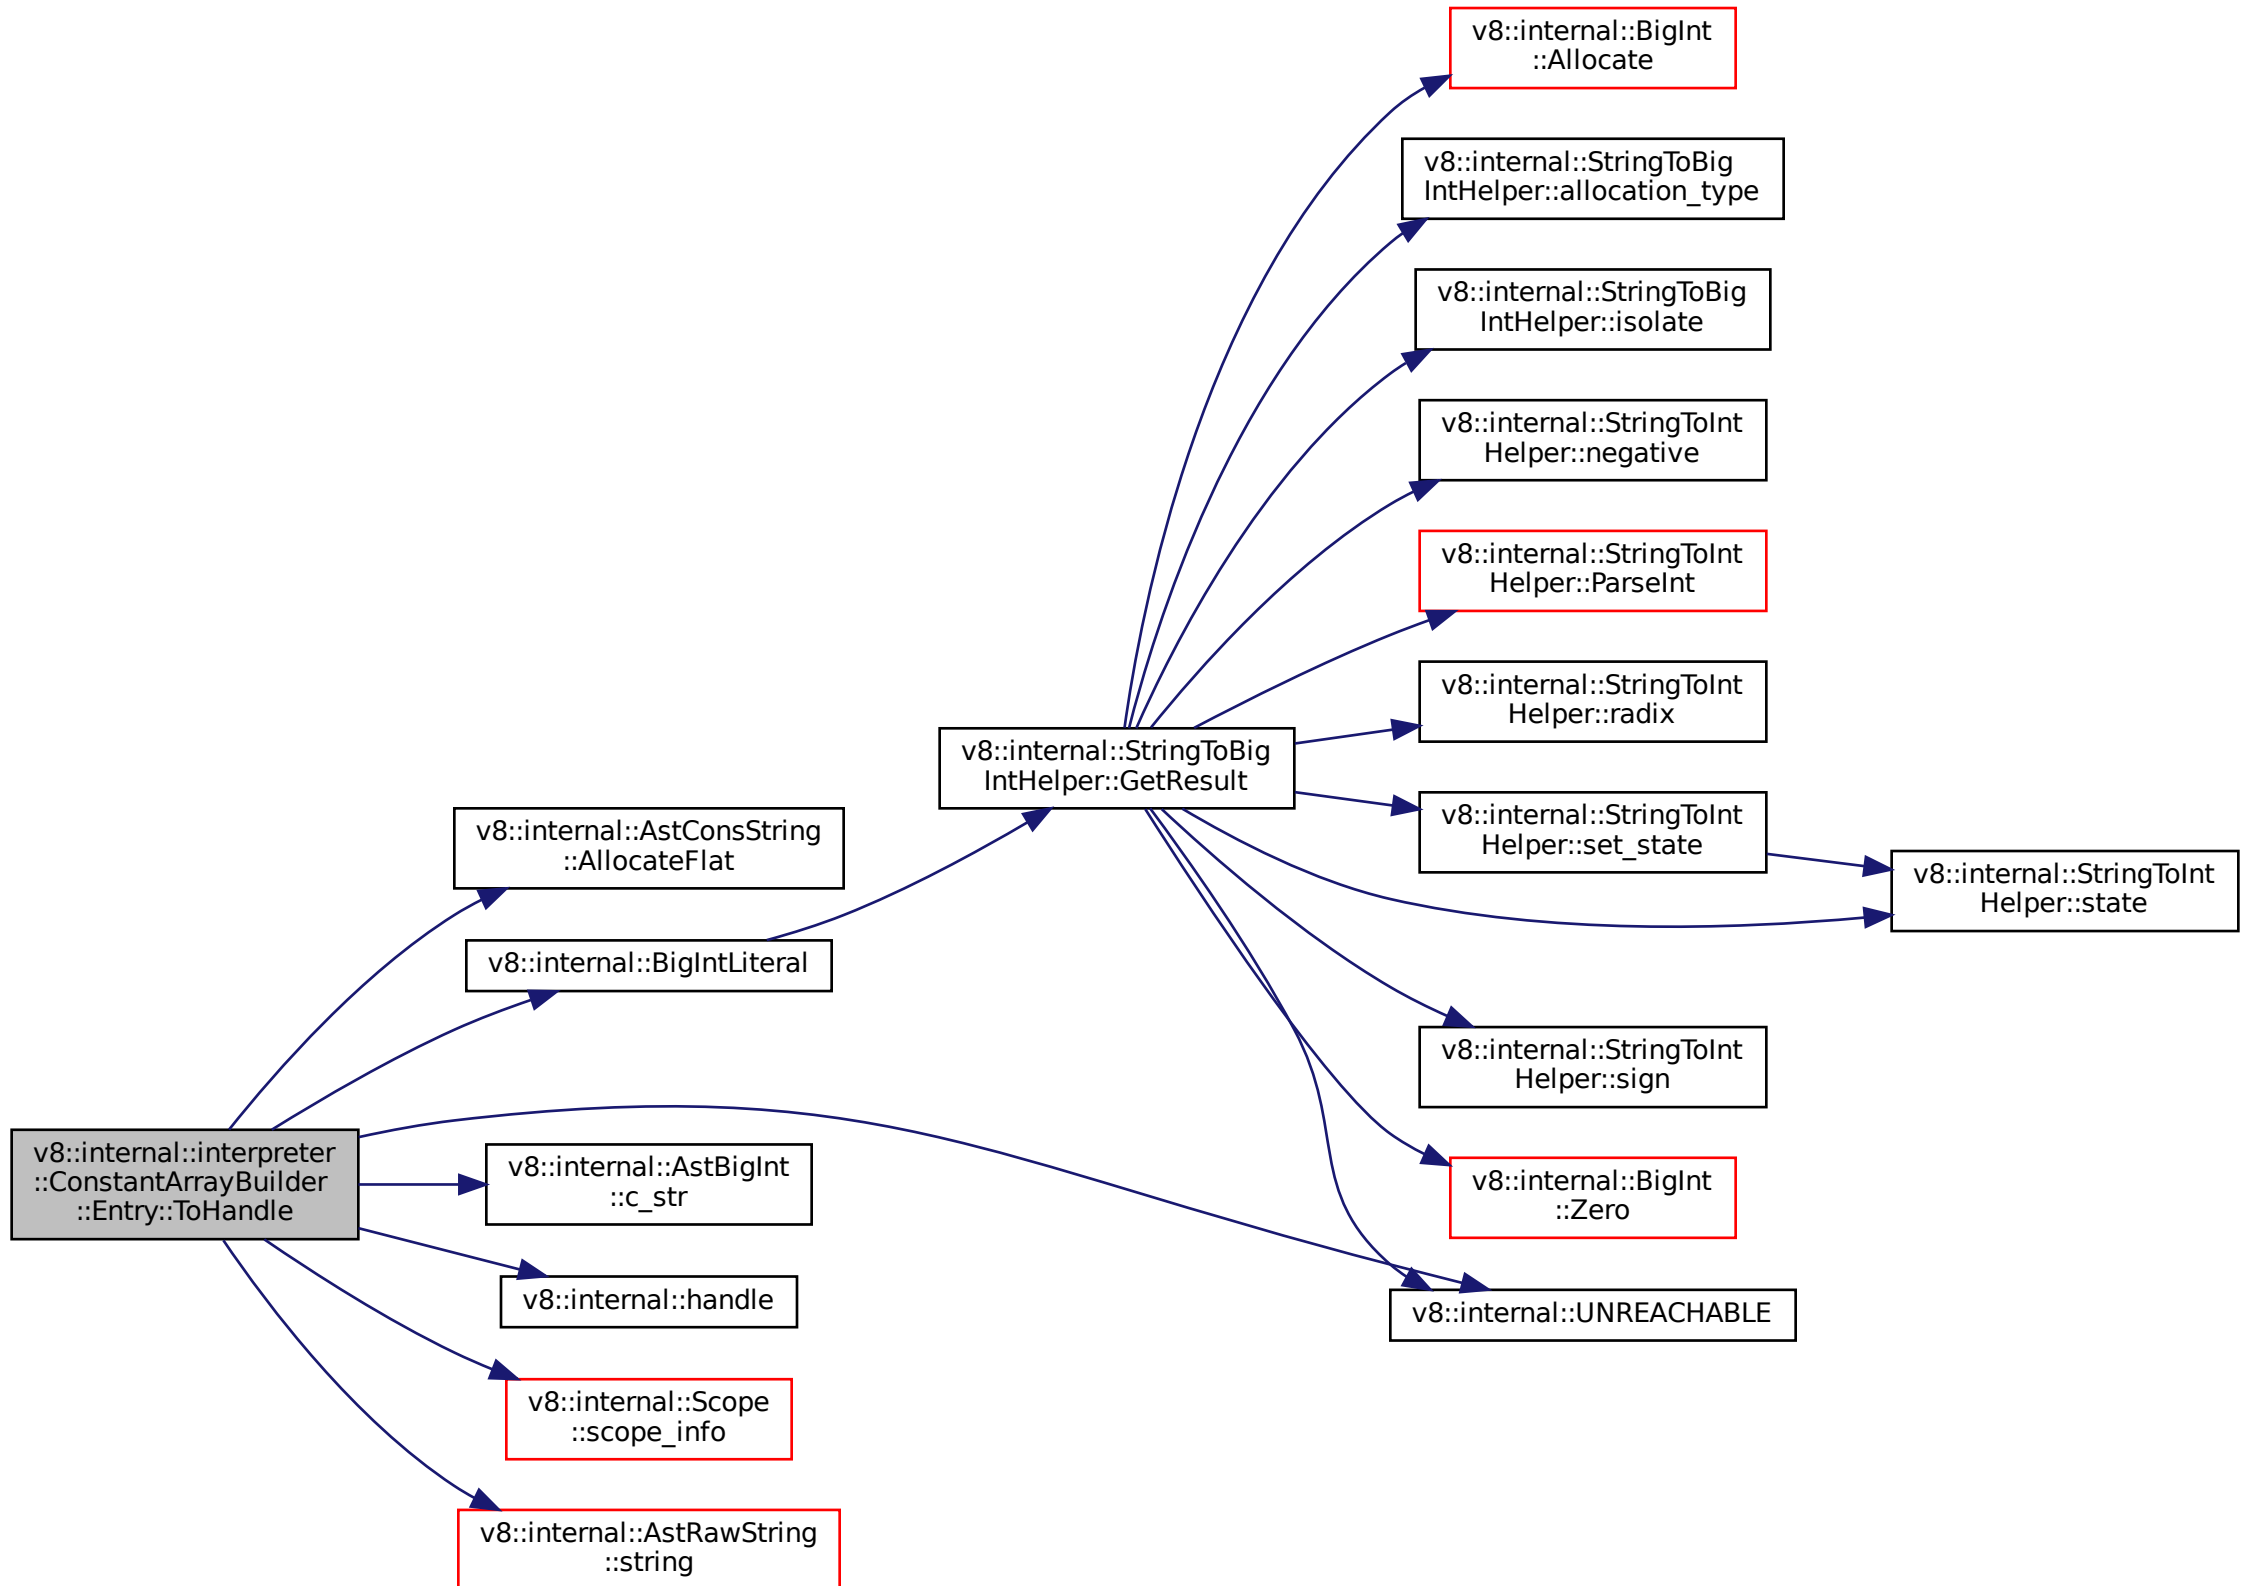 v8::internal::BigInt
::Allocate
v8::internal::StringToBig
IntHelper::allocation_type
v8::internal::StringToBig
IntHelper::isolate
v8::internal::StringToInt
Helper::negative
v8::internal::StringToInt
Helper::ParseInt
v8::internal::StringToInt
Helper::radix
v8::internal::StringToBig
IntHelper::GetResult
v8::internal::StringToInt
Helper::set_state
v8::internal::AstConsString
::AllocateFlat
v8::internal::StringToInt
Helper::state
v8::internal::BigIntLiteral
v8::internal::StringToInt
Helper::sign
v8::internal::interpreter
::ConstantArrayBuilder
::Entry::ToHandle
v8::internal::AstBigInt
::c_str
v8::internal::BigInt
::Zero
v8::internal::handle
v8::internal::UNREACHABLE
v8::internal::Scope
::scope_info
v8::internal::AstRawString
::string